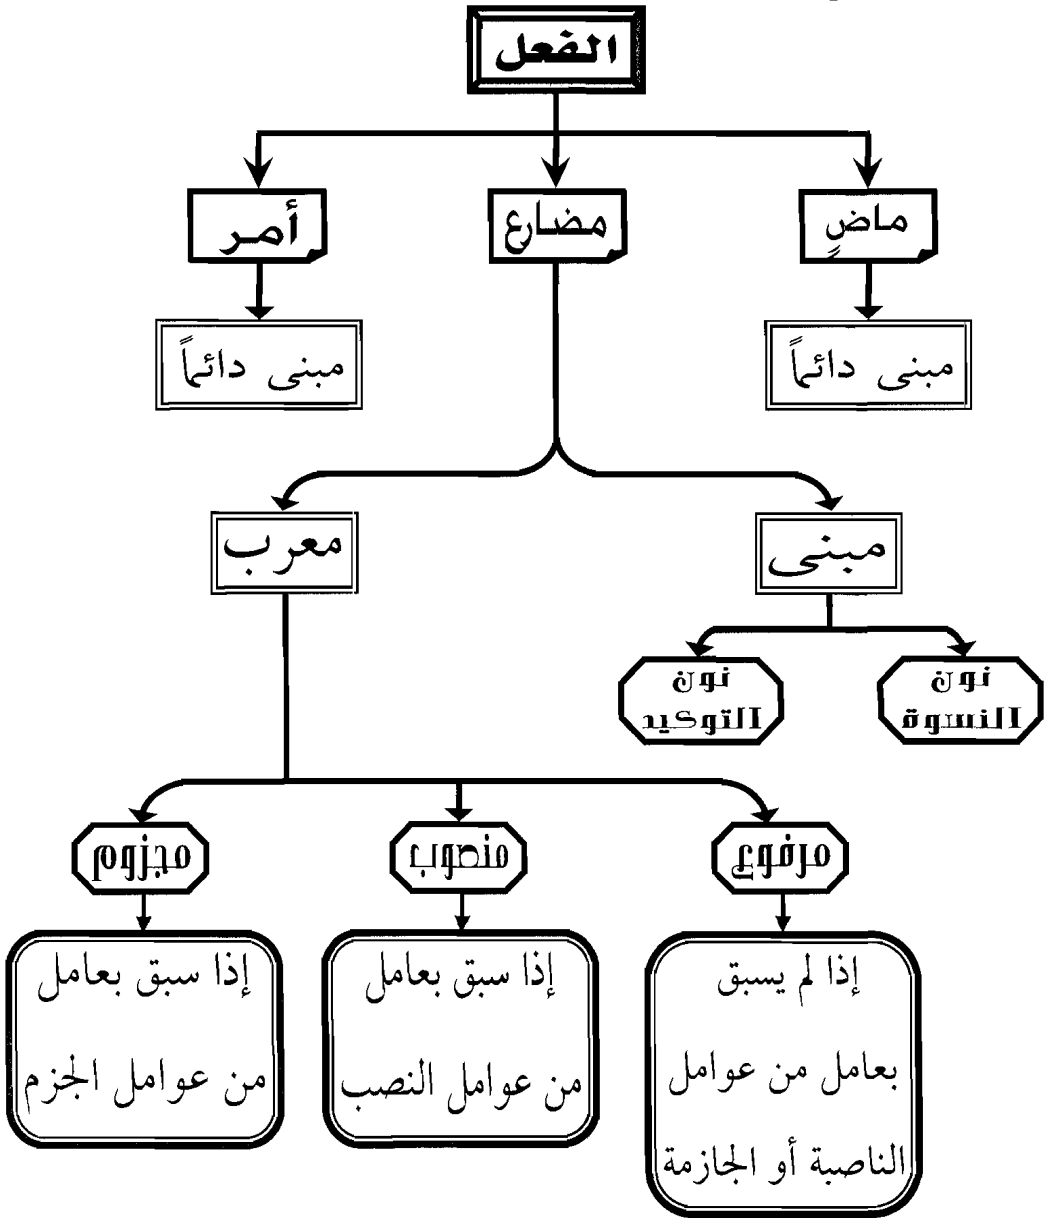 الفعل
ماضٍ
مضارع
أمر
مبنى دائماً
مبنى دائماً
مبنى
معرب
نون
النسوة
نون
التوكيد
مرفوع
منصوب
مجزوم
إذا لم يسبق
بعامل من عوامل
الناصبة أو الجازمة
إذا سبق بعامل
من عوامل النصب
إذا سبق بعامل
من عوامل الجزم